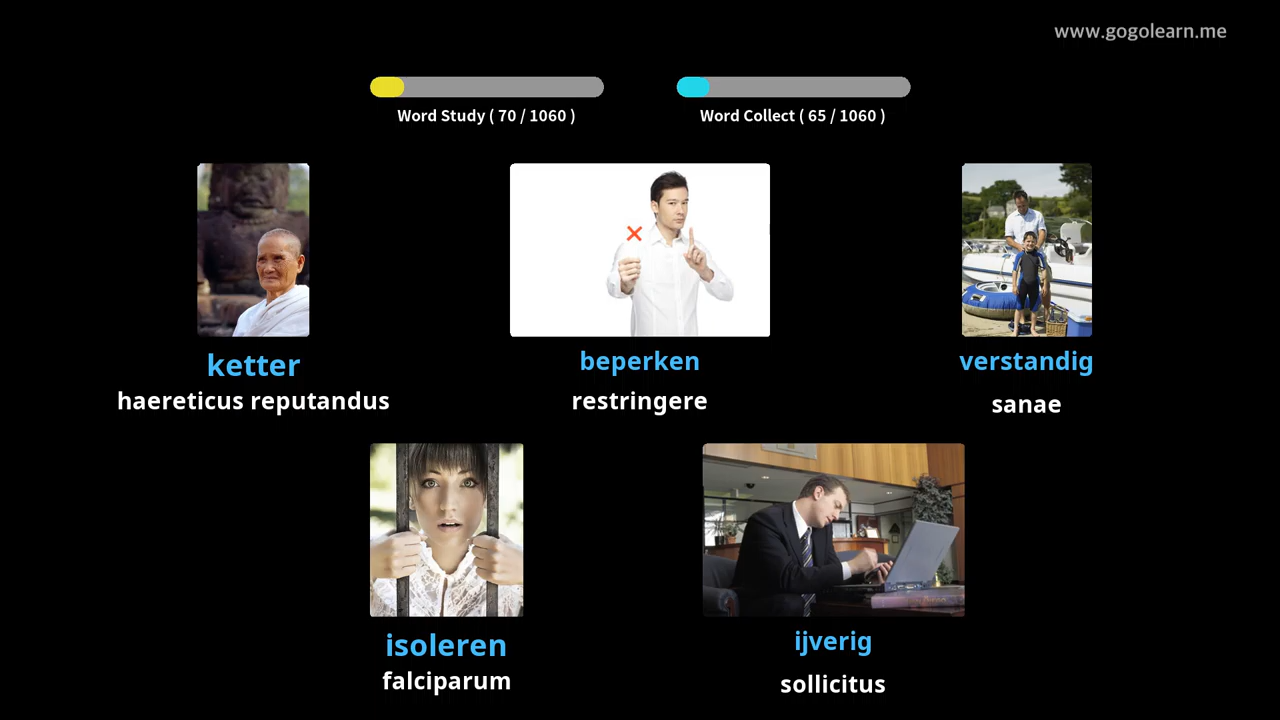 www.gogolearn.me
Word Study ( 70 / 1060 )
Word Collect ( 65 / 1060 )
ketter
haereticus reputandus
beperken
restringere
verstandig
sanae
isoleren
falciparum
ijverig
sollicitus